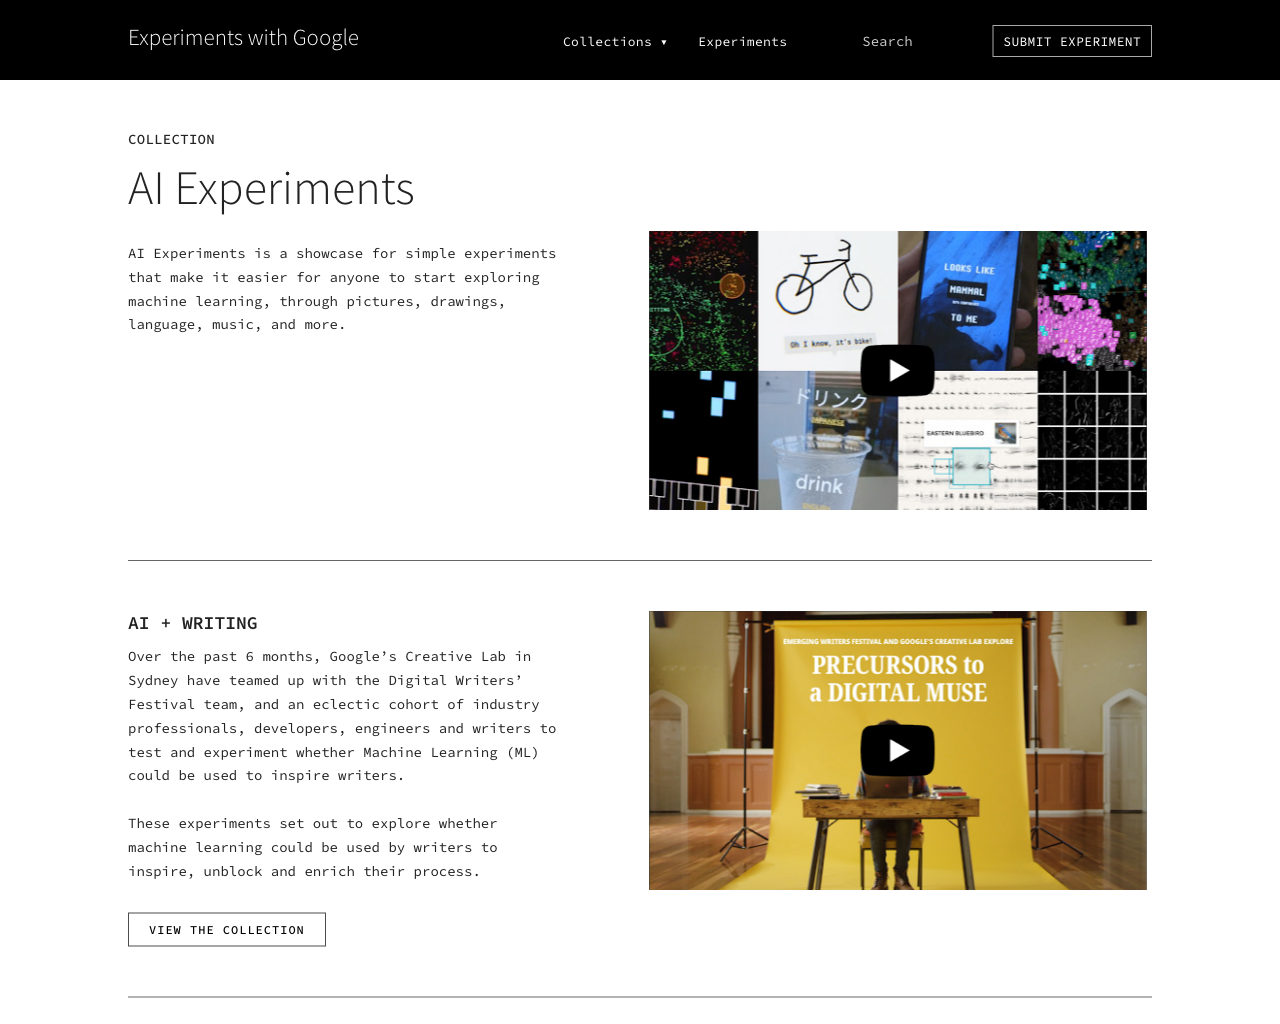 Experiments with Google
Collections ▾
Experiments
Search
SUBMIT EXPERIMENT
COLLECTION
AI Experiments
AI Experiments is a showcase for simple experiments
that make it easier for anyone to start exploring
machine learning, through pictures, drawings,
language, music, and more.
Oh I know, it's bike!
LOOKS LIKE
MAMMAL
TO ME
ドリンク
JAPANESE
drink
EASTERN BLUEBIRD
AI + WRITING
Over the past 6 months, Google’s Creative Lab in
Sydney have teamed up with the Digital Writers’
Festival team, and an eclectic cohort of industry
professionals, developers, engineers and writers to
test and experiment whether Machine Learning (ML)
could be used to inspire writers.
These experiments set out to explore whether
machine learning could be used by writers to
inspire, unblock and enrich their process.
VIEW THE COLLECTION
EMERGING WRITERS FESTIVAL AND GOOGLE'S CREATIVE LAB EXPLORE
PRECURSORS to
a DIGITAL MUSE